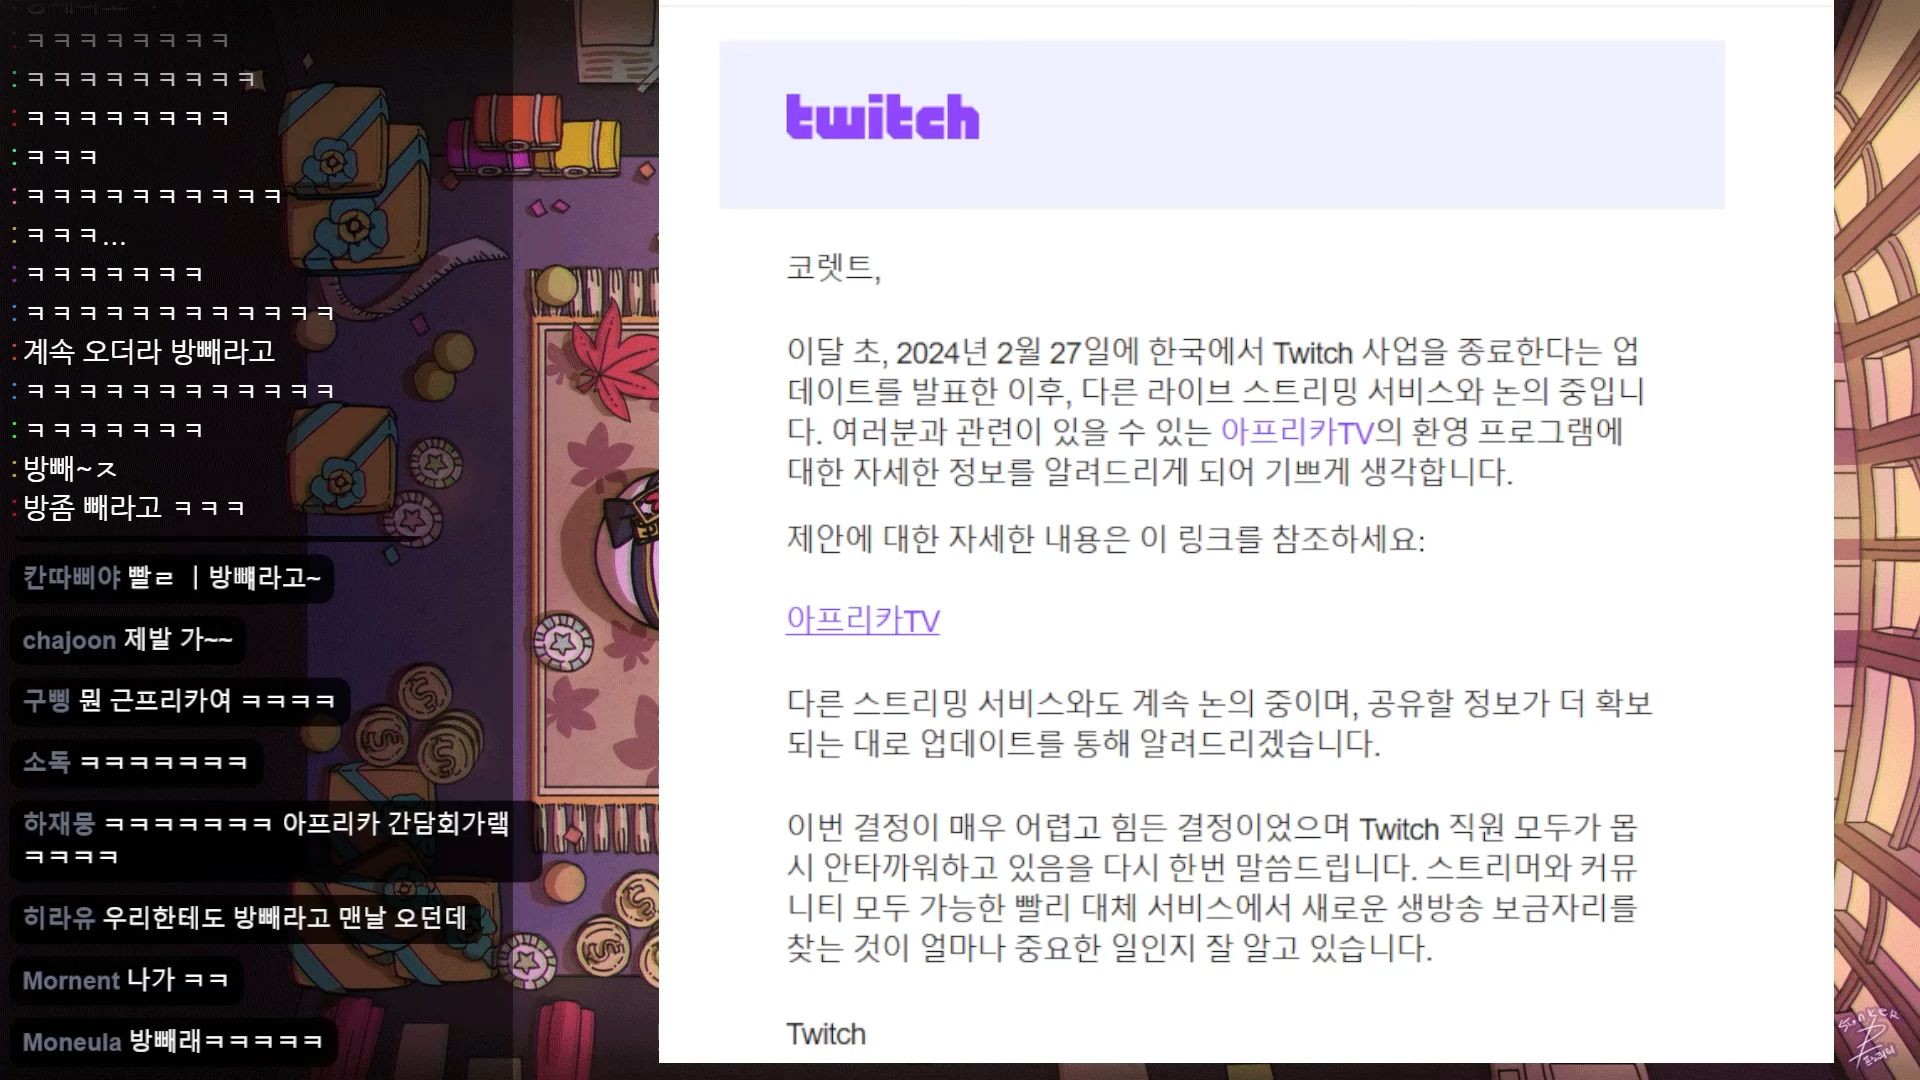 ㅋㅋㅋㅋㅋㅋㅋㅋ
: ㅋㅋㅋㅋㅋㅋㅋㅋㅋ
: ㅋㅋㅋㅋㅋㅋㅋㅋ
: ㅋㅋㅋ
: ㅋㅋㅋㅋㅋㅋㅋㅋㅋㅋ
: ㅋㅋㅋ...
: ㅋㅋㅋㅋㅋㅋㅋ
: ㅋㅋㅋㅋㅋㅋㅋㅋㅋㅋㅋㅋ
: 계속 오더라 방빼라고
: ㅋㅋㅋㅋㅋㅋㅋㅋㅋㅋㅋㅋ
: ㅋㅋㅋㅋㅋㅋㅋ
: 방빼~ㅈ
: 방좀 빼라고 ㅋㅋㅋ
칸따삐야 빨ㄹ ㅣ방빼라고~
chajoon 제발 가~~
구삥 뭔 근프리카여 ㅋㅋㅋㅋ
소독 ㅋㅋㅋㅋㅋㅋㅋ
하재뭉 ㅋㅋㅋㅋㅋㅋㅋ 아프리카 간담회가랰
ㅋㅋㅋㅋ
히라유 우리한테도 방빼라고 맨날 오던데
Mornent 나가 ㅋㅋ
Moneula 방빼래ㅋㅋㅋㅋㅋ
twitch
코렛트,
이달 초, 2024년 2월 27일에 한국에서 Twitch 사업을 종료한다는 업
데이트를 발표한 이후, 다른 라이브 스트리밍 서비스와 논의 중입니
다. 여러분과 관련이 있을 수 있는 아프리카TV의 환영 프로그램에
대한 자세한 정보를 알려드리게 되어 기쁘게 생각합니다.
제안에 대한 자세한 내용은 이 링크를 참조하세요:
아프리카TV
다른 스트리밍 서비스와도 계속 논의 중이며, 공유할 정보가 더 확보
되는 대로 업데이트를 통해 알려드리겠습니다.
이번 결정이 매우 어렵고 힘든 결정이었으며 Twitch 직원 모두가 몹
시 안타까워하고 있음을 다시 한번 말씀드립니다. 스트리머와 커뮤
니티 모두 가능한 빨리 대체 서비스에서 새로운 생방송 보금자리를
찾는 것이 얼마나 중요한 일인지 잘 알고 있습니다.
Twitch